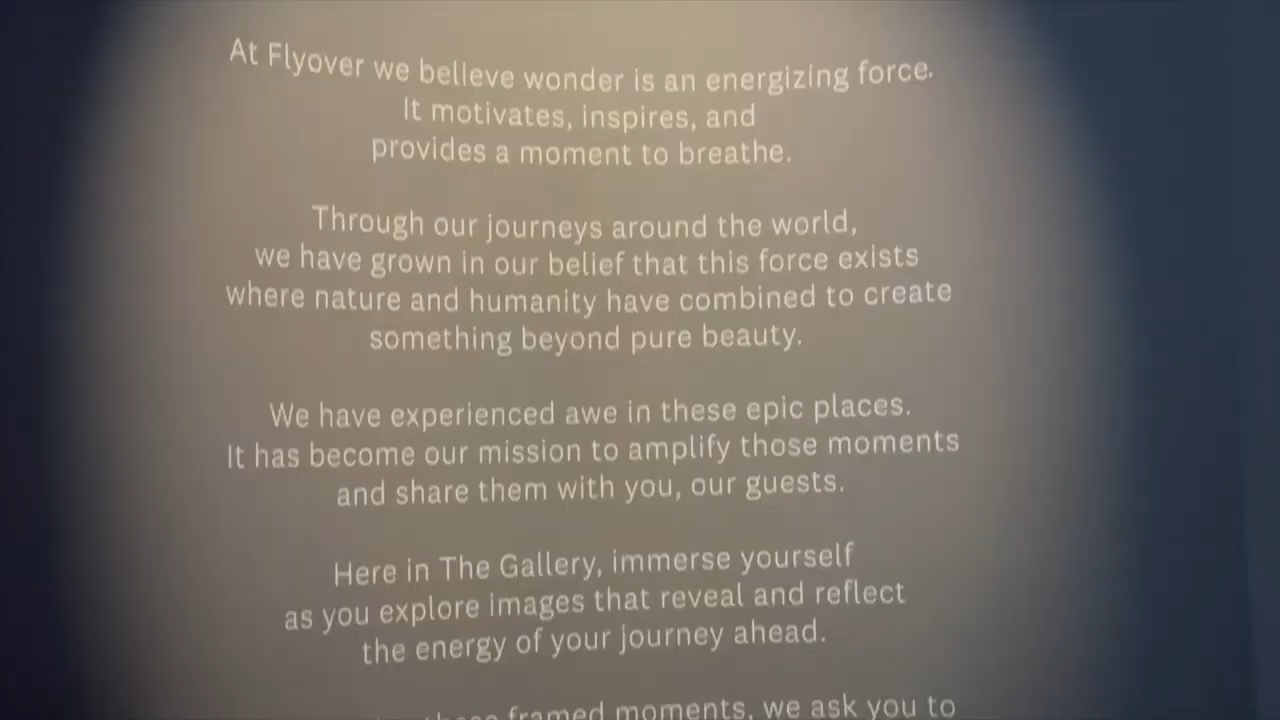 At Flyover we believe wonder is an energizing force.
It motivates, inspires, and
provides a moment to breathe.
Through our journeys around the world,
we have grown in our belief that this force exists
where nature and humanity have combined to create
something beyond pure beauty.
We have experienced awe in these epic places.
It has become our mission to amplify those moments
and share them with you, our guests.
Here in The Gallery, immerse yourself
as you explore images that reveal and reflect
the energy of your journey ahead.
framed moments, we ask you to